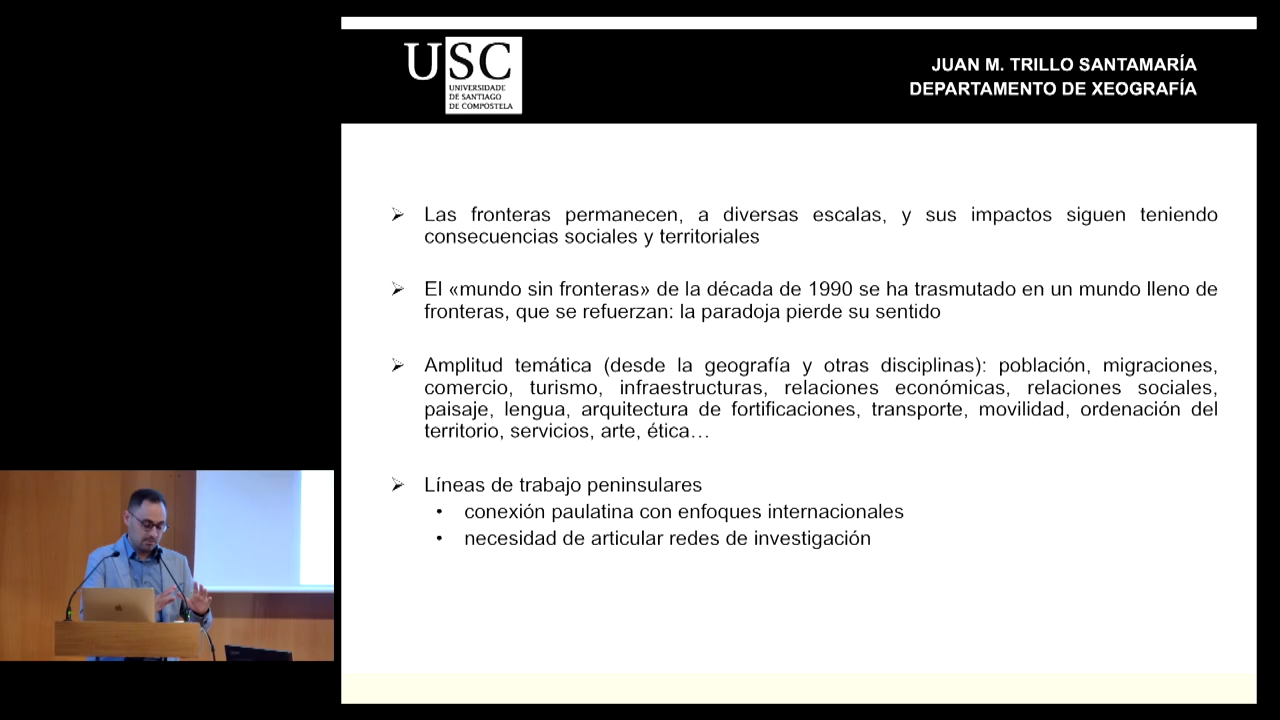 USC
UNIVERSIDADE
DE SANTIAGO
DE COMPOSTELA
JUAN M. TRILLO SANTAMARÍA
DEPARTAMENTO DE XEOGRAFÍA
Las fronteras permanecen, a diversas escalas, y sus impactos siguen teniendo
consecuencias sociales y territoriales
El «mundo sin fronteras» de la década de 1990 se ha trasmutado en un mundo lleno de
fronteras, que se refuerzan: la paradoja pierde su sentido
Amplitud temática (desde la geografía y otras disciplinas): población, migraciones,
comercio, turismo, infraestructuras, relaciones económicas, relaciones sociales,
paisaje, lengua, arquitectura de fortificaciones, transporte, movilidad, ordenación del
territorio, servicios, arte, ética…
Líneas de trabajo peninsulares
• conexión paulatina con enfoques internacionales
• necesidad de articular redes de investigación